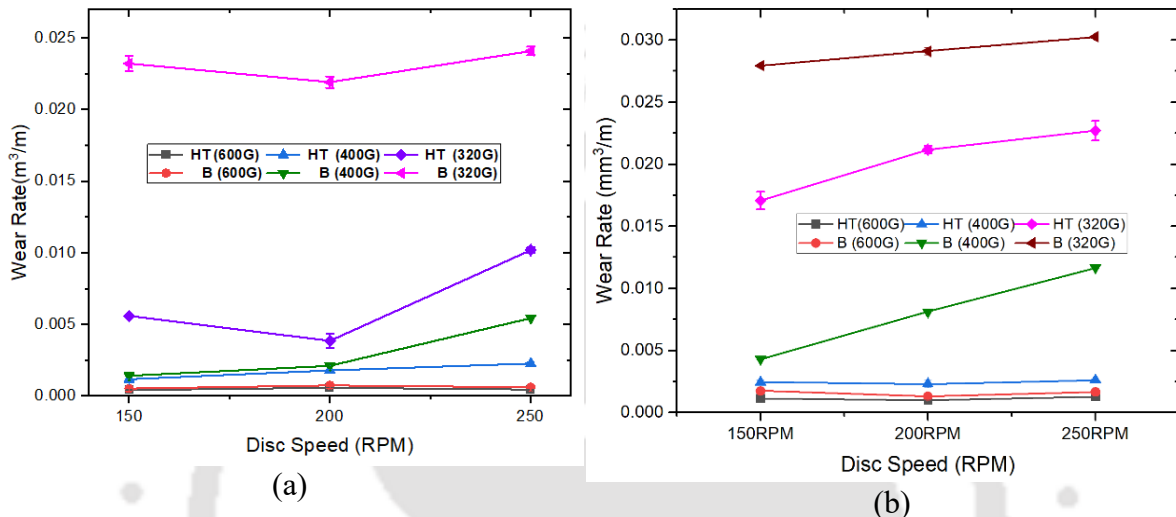 0.025
0.020
0.015
0.010
0.005
0.000
Wear Rate(m³/m)
HT (600G) HT (400G) HT (320G)
B (600G) B (400G) B (320G)
150 200 250
Disc Speed (RPM)
(a)
0.030
0.025
0.020
0.015
0.010
0.005
0.000
Wear Rate (mm³/m)
HT(600G) HT (400G) HT (320G)
B (600G) B (400G) B (320G)
150RPM 200RPM 250RPM
Disc Speed (RPM)
(b)